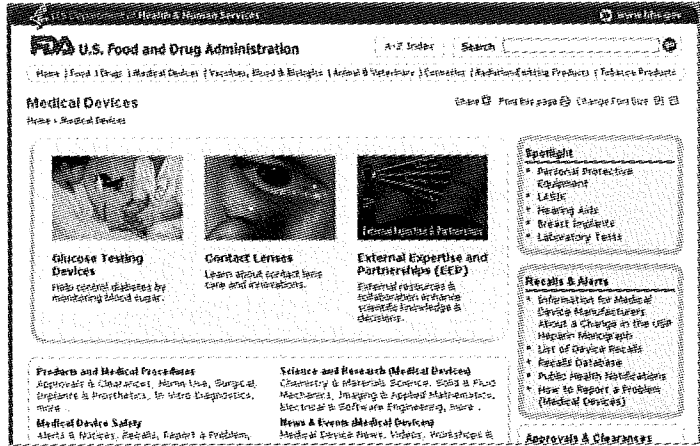 U.S. Department of Health & Human Services
www.hhs.gov
FDA U.S. Food and Drug Administration
A-Z Index
Search
Home | Food | Drugs | Medical Devices | Vaccines, Blood & Biologics | Animal & Veterinary | Cosmetics | Radiation-Emitting Products | Tobacco Products
Medical Devices
Share
Print this page
Change Font Size
Home > Medical Devices
Glucose Testing
Devices
Help control diabetes by
monitoring blood sugar.
Contact Lenses
Learn about contact lens
care and innovations.
External Expertise & Partnerships
External Expertise and
Partnerships (EEP)
External resources &
collaboration enhance
scientific knowledge &
decisions.
Spotlight
• Personal Protective
Equipment
• LASIK
• Hearing Aids
• Breast Implants
• Laboratory Tests
Recalls & Alerts
• Information for Medical
Device Manufacturers
About a Change in the USP
Heparin Monograph
• List of Device Recalls
• Recalls Database
• Public Health Notifications
• How to Report a Problem
(Medical Devices)
Approvals & Clearances
Products and Medical Procedures
Approvals & Clearances, Home Use, Surgical,
Implants & Prosthetics, In Vitro Diagnostics,
more...
Medical Device Safety
Alerts & Notices, Recalls, Report a Problem,
Science and Research (Medical Devices)
Chemistry & Materials Science, Solid & Fluid
Mechanics, Imaging & Applied Mathematics,
Electrical & Software Engineering, more...
News & Events (Medical Devices)
Medical Device News, Videos, Workshops &